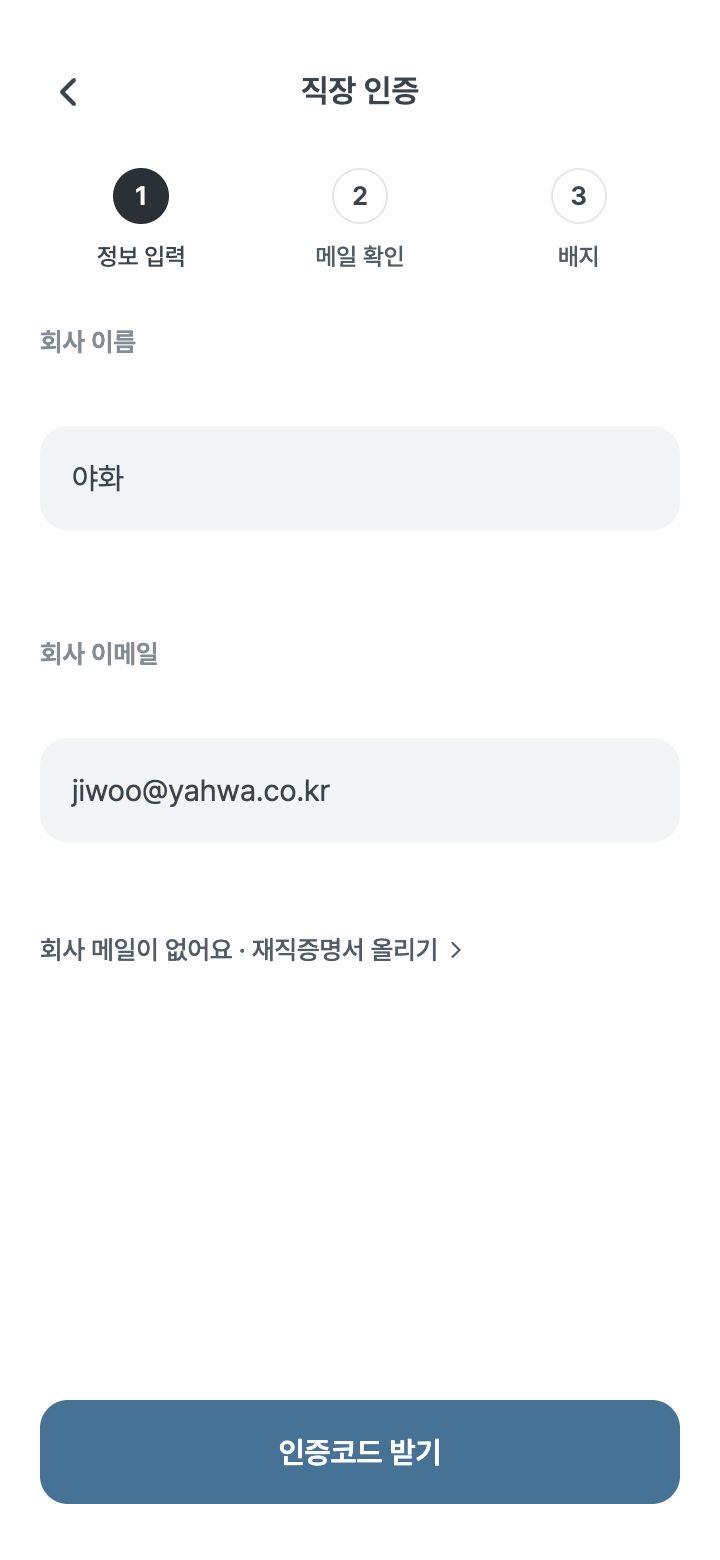 직장 인증
1
2
3
정보 입력
메일 확인
배지
회사 이름
야화
회사 이메일
jiwoo@yahwa.co.kr
회사 메일이 없어요 · 재직증명서 올리기
인증코드 받기